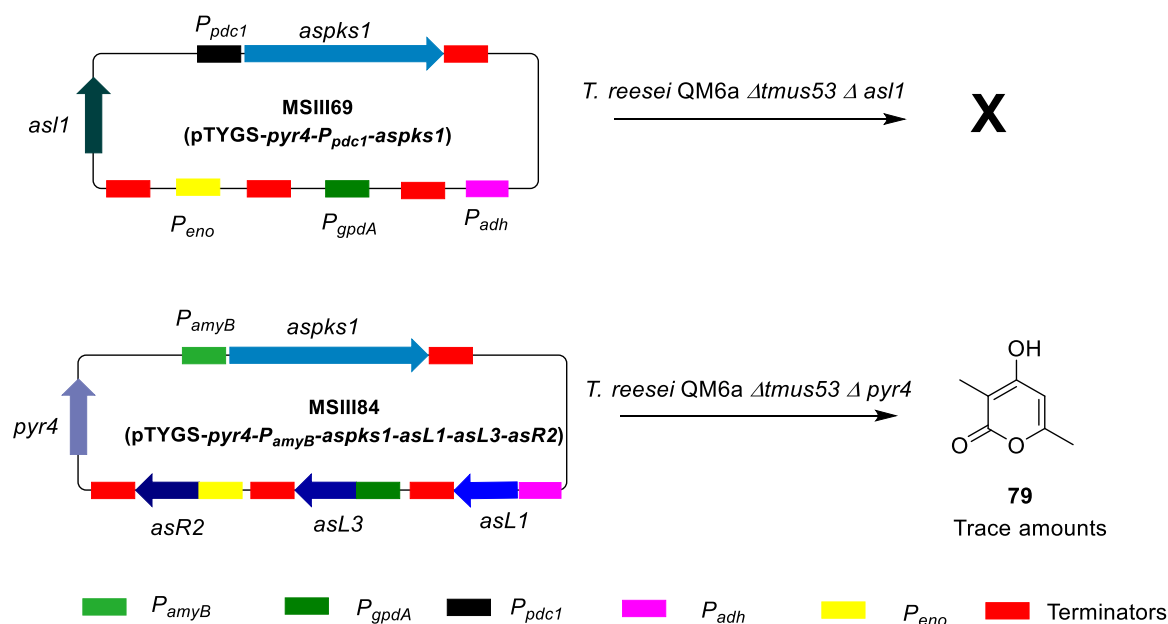 P pdc1
aspks1
T. reesei QM6a Δtmus53 Δ asl1
X
asl1
MSIII69
(pTYGS-pyr4-Ppdc1-aspks1)
Peno
PgpdA
Padh
PamyB
aspks1
OH
T. reesei QM6a Δtmus53 Δ pyr4
pyr4
MSIII84
(pTYGS-pyr4-PamyB-aspks1-asL1-asL3-asR2)
O
O
asR2
asL3
asL1
79
Trace amounts
PamyB
PgpdA
Ppdc1
Padh
Peno
Terminators